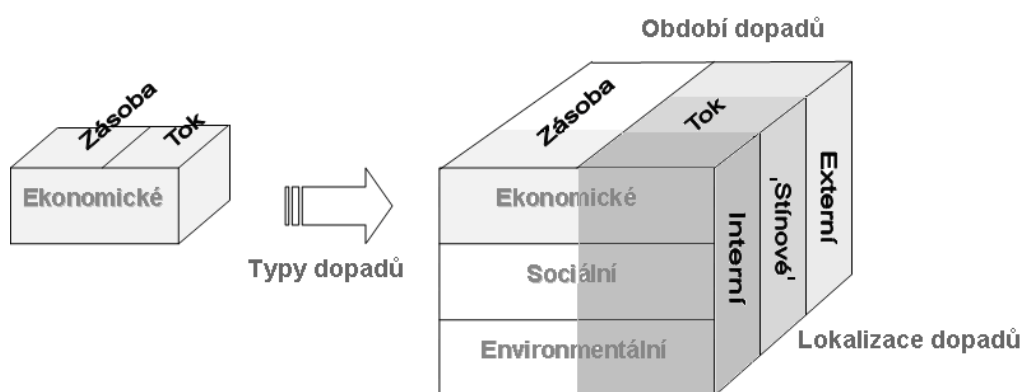 Období dopadů
Zásoba
Tok
Ekonomické
Typy dopadů
Zásoba
Tok
Ekonomické
Sociální
Environmentální
Interní
‚Stínové‘
Externí
Lokalizace dopadů